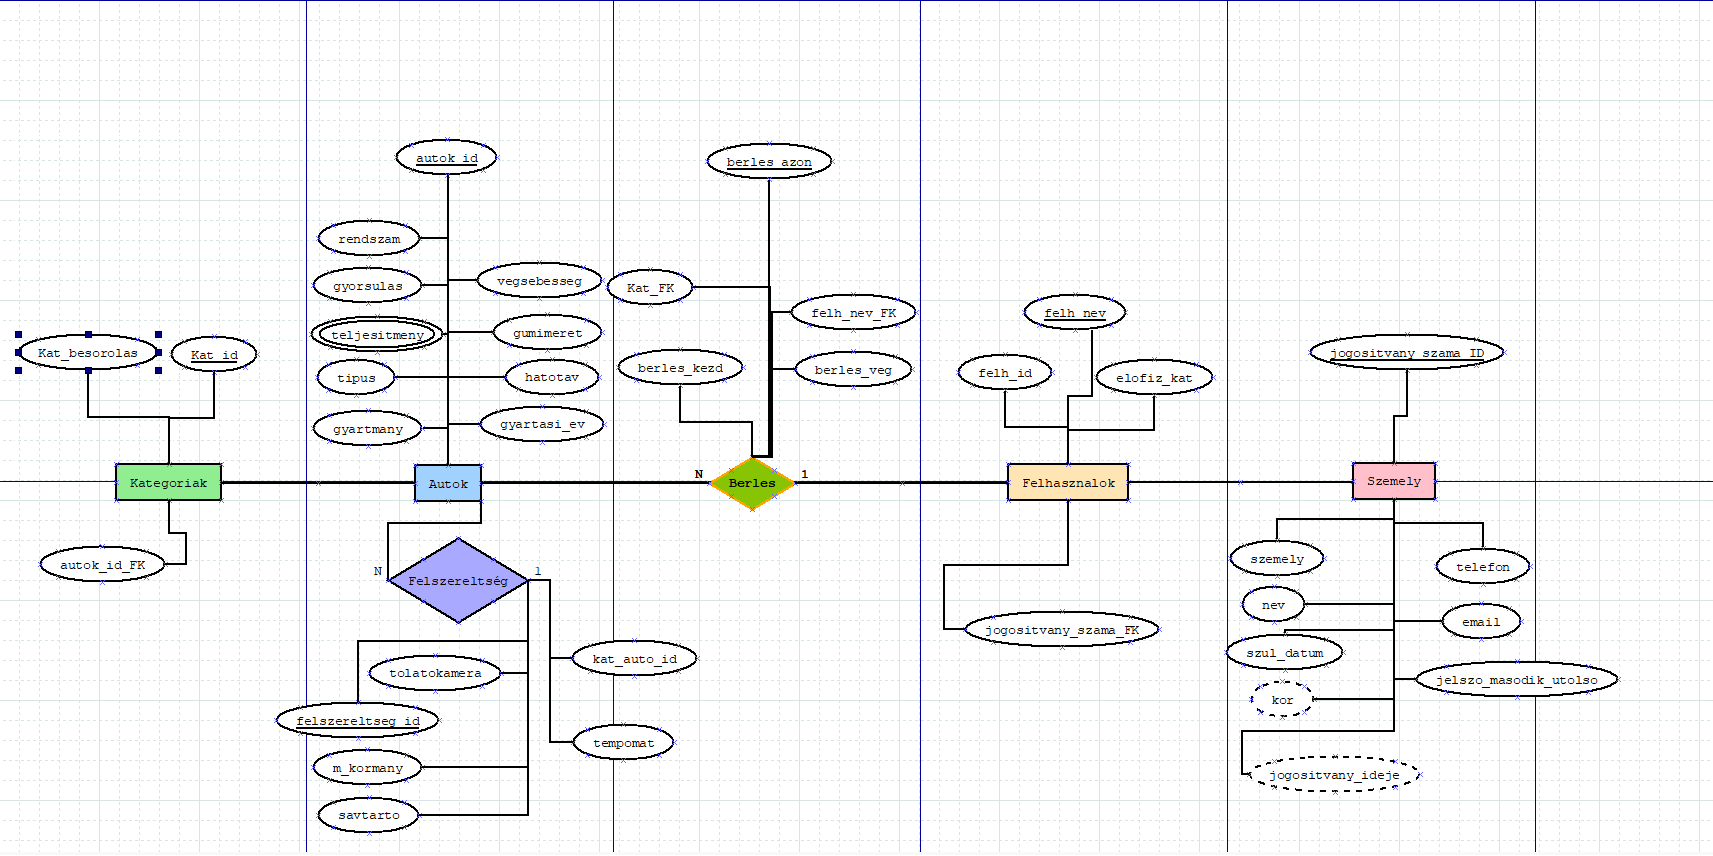 autok_id
berles_azon
rendszam
gyorsulas
vegsebesseg
Kat_FK
felh_nev_FK
felh_nev
teljesitmeny
gumimeret
Kat_besorolas
Kat_id
jogositvany_szama_ID
tipus
hatotav
berles_kezd
berles_veg
felh_id
elofiz_kat
gyartmany
gyartasi_ev
N
1
Kategoriak
Autok
Berles
Felhasznalok
Szemely
autok_id_FK
N
1
Felszereltség
szemely
telefon
nev
email
jogositvany_szama_FK
szul_datum
kat_auto_id
tolatokamera
jelszo_masodik_utolso
kor
felszereltseg_id
tempomat
m_kormany
jogositvany_ideje
savtarto